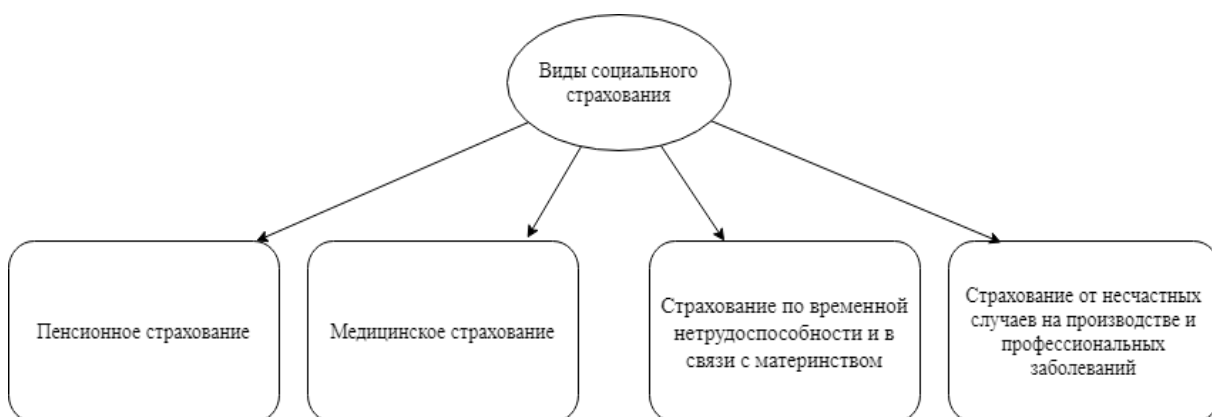 Виды социального
страхования
Пенсионное страхование
Медицинское страхование
Страхование по временной
нетрудоспособности и в
связи с материнством
Страхование от несчастных
случаев на производстве и
профессиональных
заболеваний